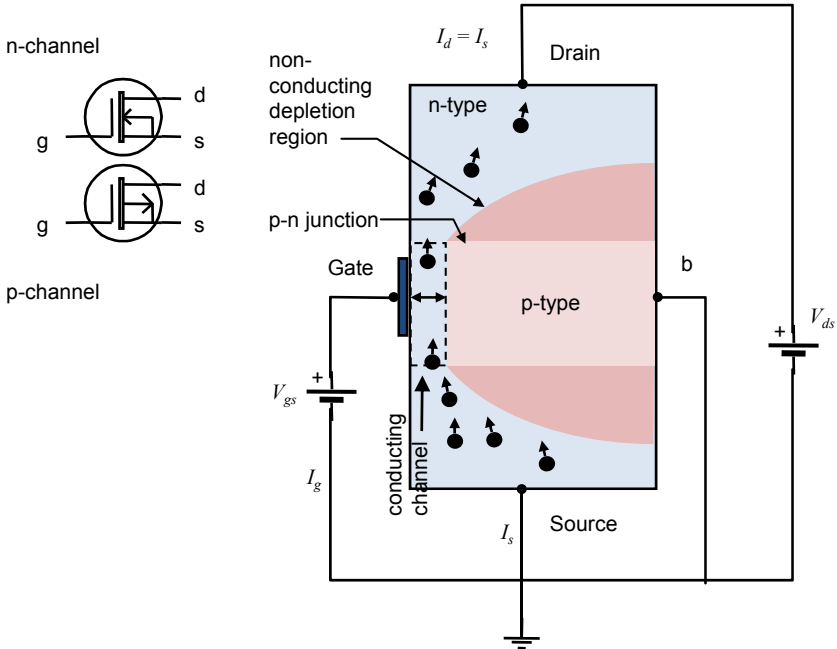 n-channel
d
g
s
d
g
s
p-channel
I_d = I_s
Drain
non-
conducting
depletion
region
n-type
p-n junction
Gate
b
p-type
V_ds
+
+
V_gs
conducting
channel
I_g
I_s
Source